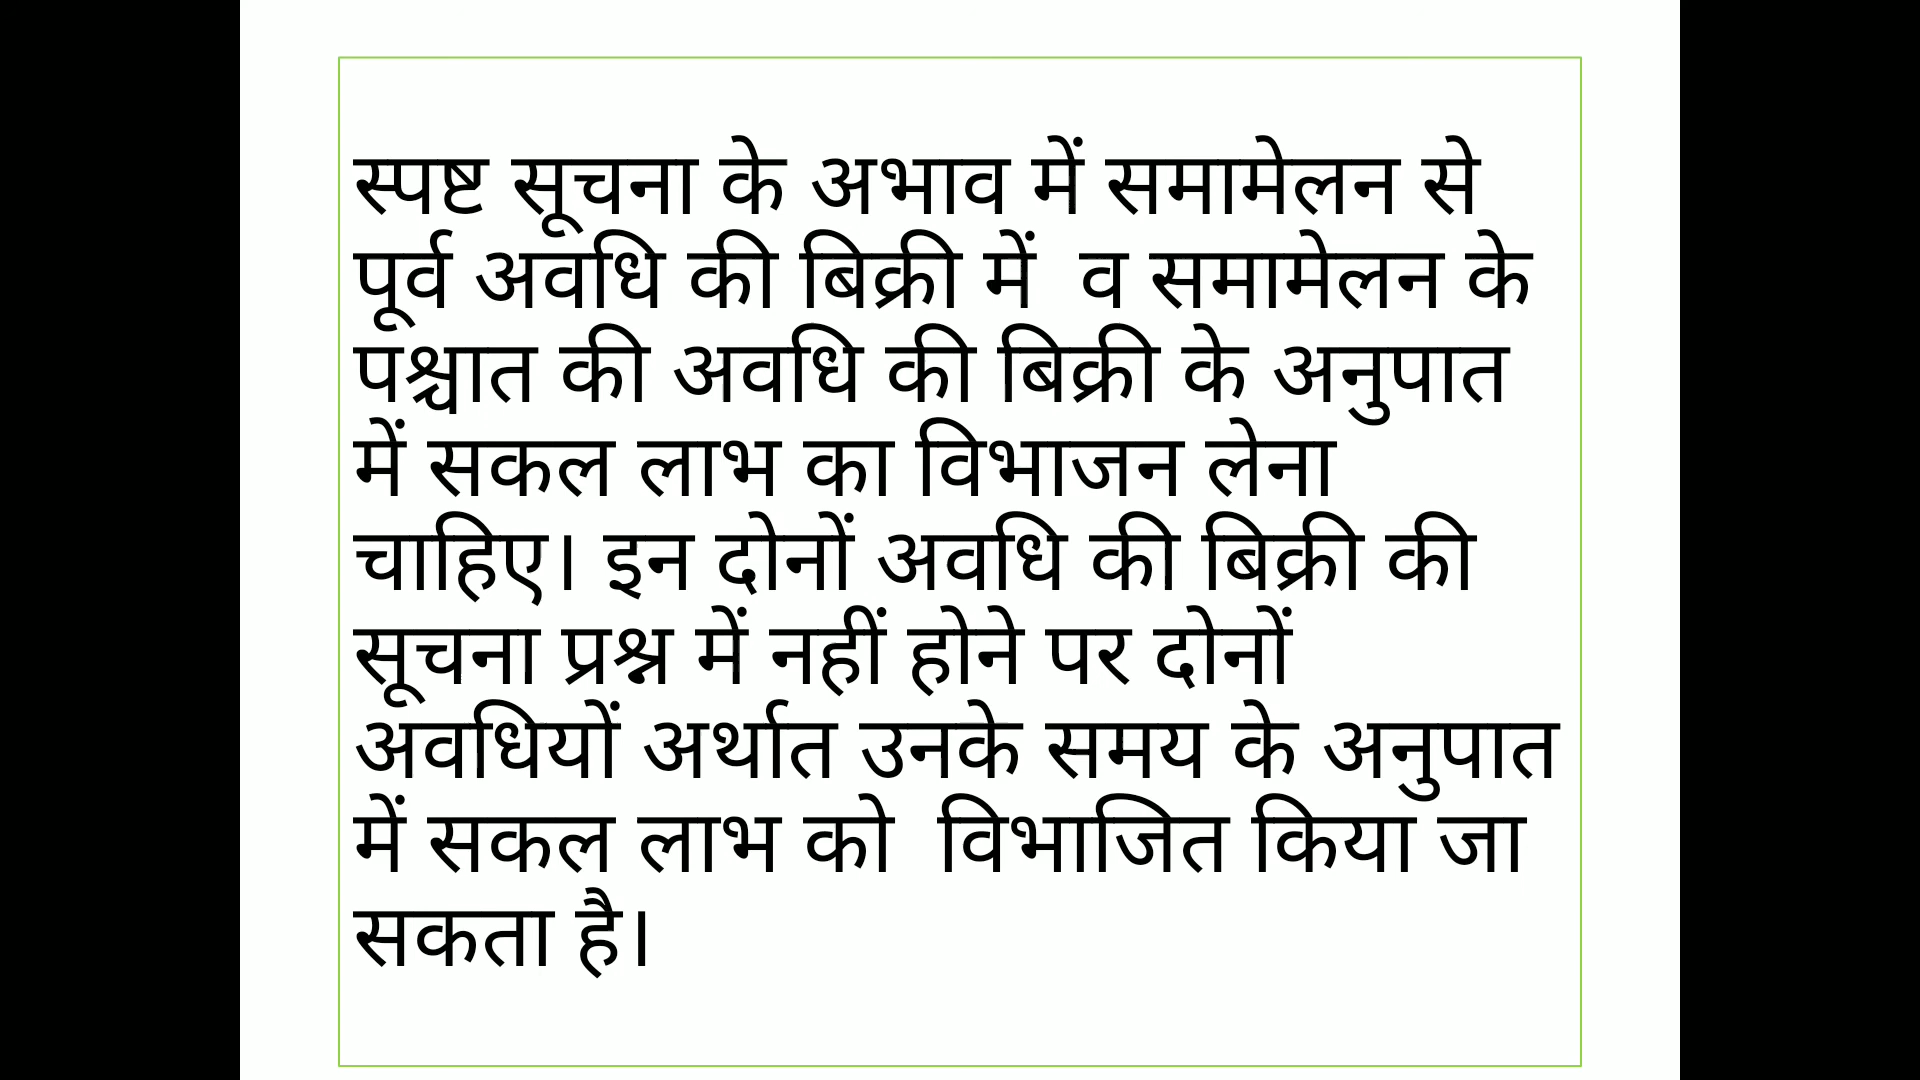 स्पष्ट सूचना के अभाव में समामेलन से
पूर्व अवधि की बिक्री में  व समामेलन के
पश्चात की अवधि की बिक्री के अनुपात
में सकल लाभ का विभाजन लेना
चाहिए। इन दोनों अवधि की बिक्री की
सूचना प्रश्न में नहीं होने पर दोनों
अवधियों अर्थात उनके समय के अनुपात
में सकल लाभ को  विभाजित किया जा
सकता है।